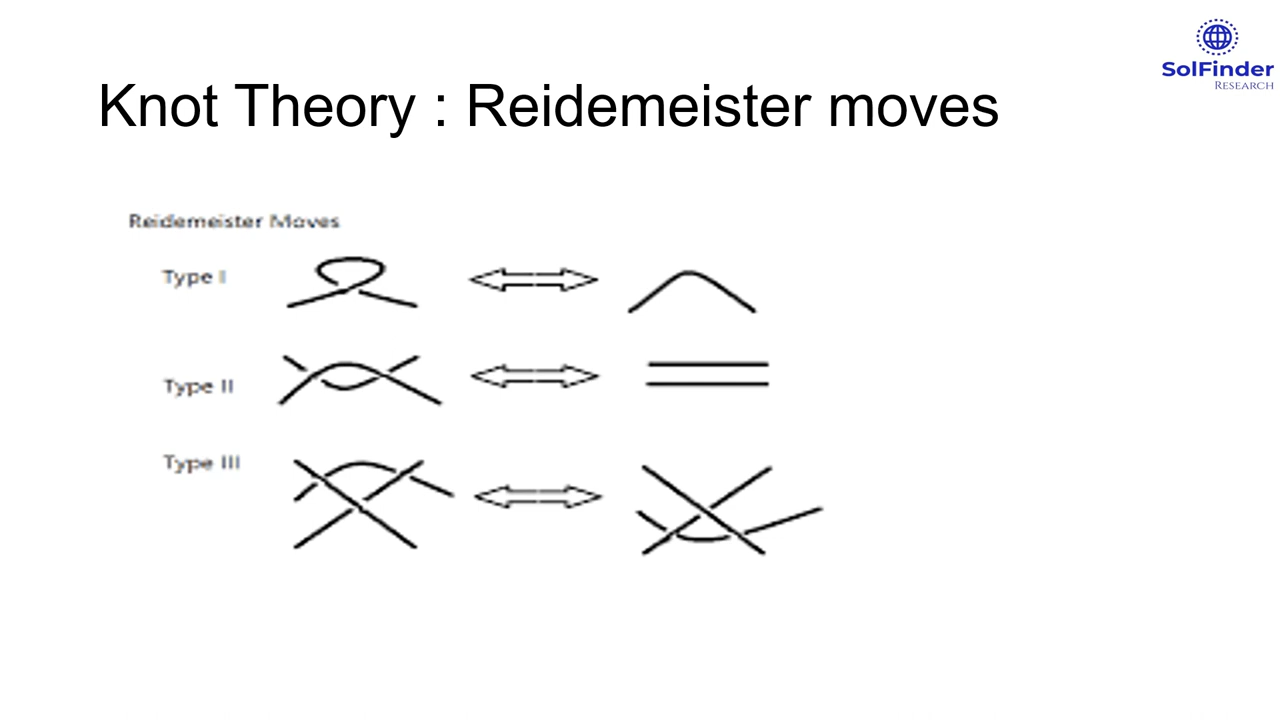 SolFinder
RESEARCH
Knot Theory : Reidemeister moves
Reidemeister Moves
Type I
Type II
Type III